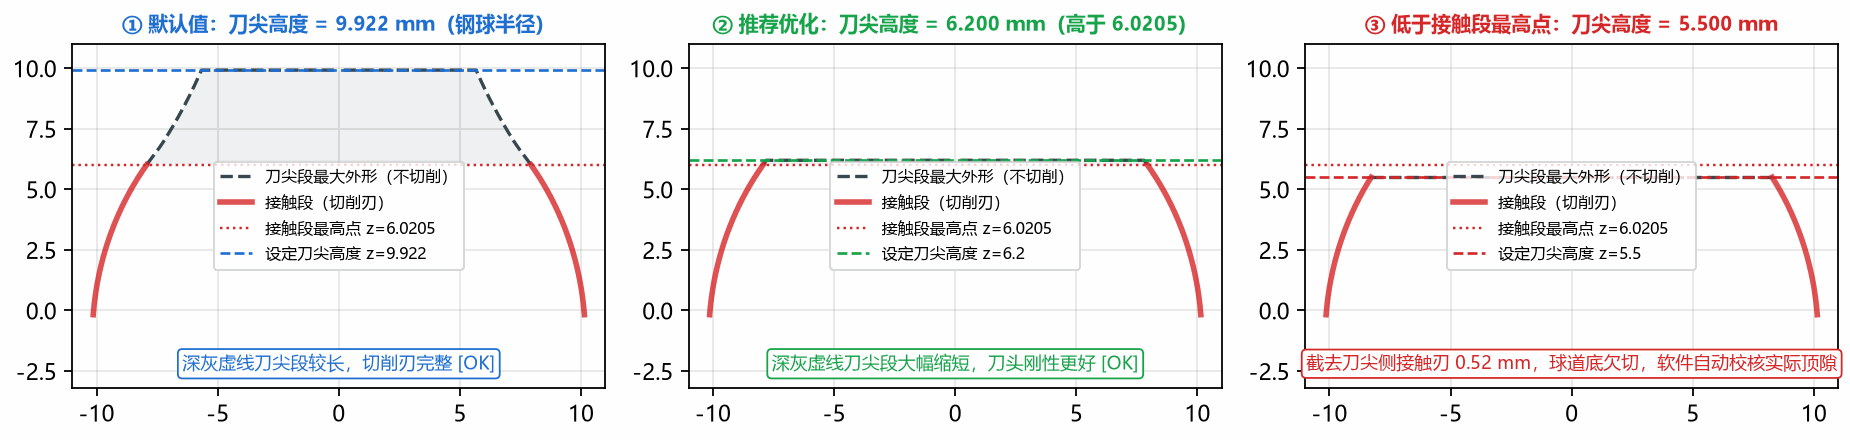 ① 默认值：刀尖高度 = 9.922 mm（钢球半径）
10.0
7.5
5.0
2.5
0.0
-2.5
-10
-5
0
5
10
刀尖段最大外形（不切削）
接触段（切削刃）
接触段最高点 z=6.0205
设定刀尖高度 z=9.922
深灰虚线刀尖段较长，切削刃完整 [OK]
② 推荐优化：刀尖高度 = 6.200 mm（高于 6.0205）
10.0
7.5
5.0
2.5
0.0
-2.5
-10
-5
0
5
10
刀尖段最大外形（不切削）
接触段（切削刃）
接触段最高点 z=6.0205
设定刀尖高度 z=6.2
深灰虚线刀尖段大幅缩短，刀头刚性更好 [OK]
③ 低于接触段最高点：刀尖高度 = 5.500 mm
10.0
7.5
5.0
2.5
0.0
-2.5
-10
-5
0
5
10
刀尖段最大外形（不切削）
接触段（切削刃）
接触段最高点 z=6.0205
设定刀尖高度 z=5.5
截去刀尖侧接触刃 0.52 mm，球道底欠切，软件自动校核实际顶隙